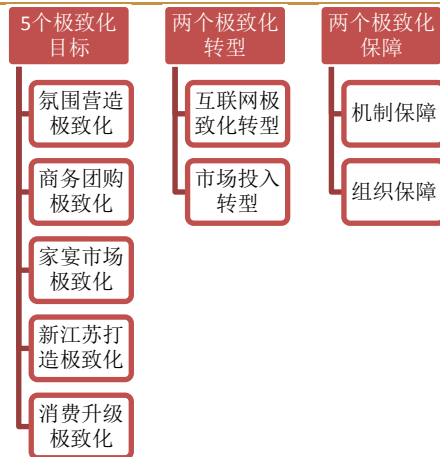 5个极致化
目标
氛围营造
极致化
商务团购
极致化
家宴市场
极致化
新江苏打
造极致化
消费升级
极致化
两个极致化
转型
互联网极
致化转型
市场投入
转型
两个极致化
保障
机制保障
组织保障